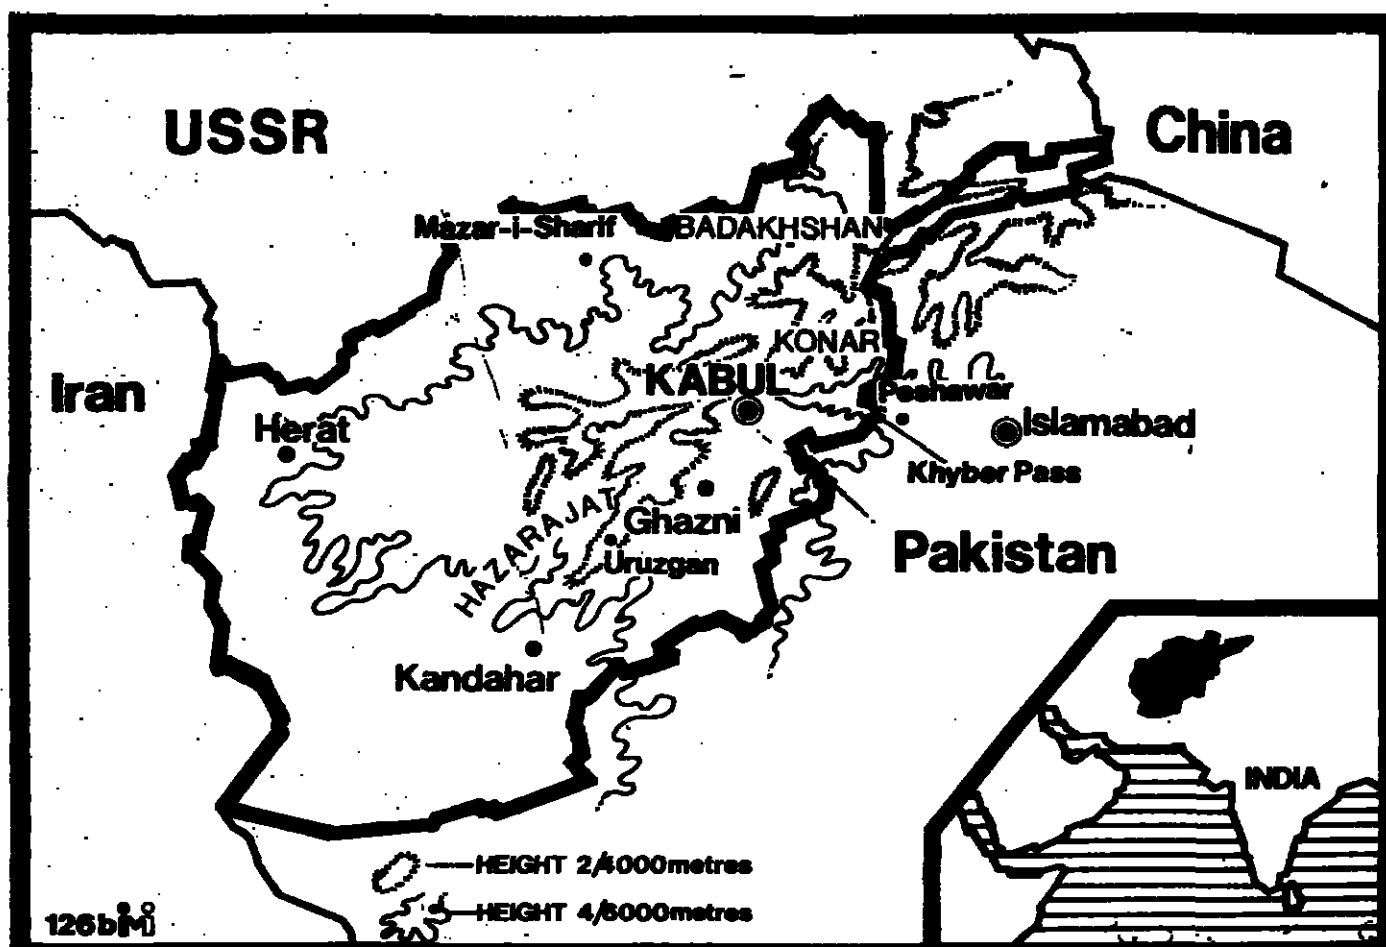 USSR
China
Mazar-i-Sharif
BADAKHSHAN
KONAR
Iran
KABUL
Peshawar
Herat
Islamabad
Khyber Pass
HAZARAJAT
Ghazni
Uruzgan
Pakistan
Kandahar
INDIA
HEIGHT 2/4000metres
HEIGHT 4/6000metres